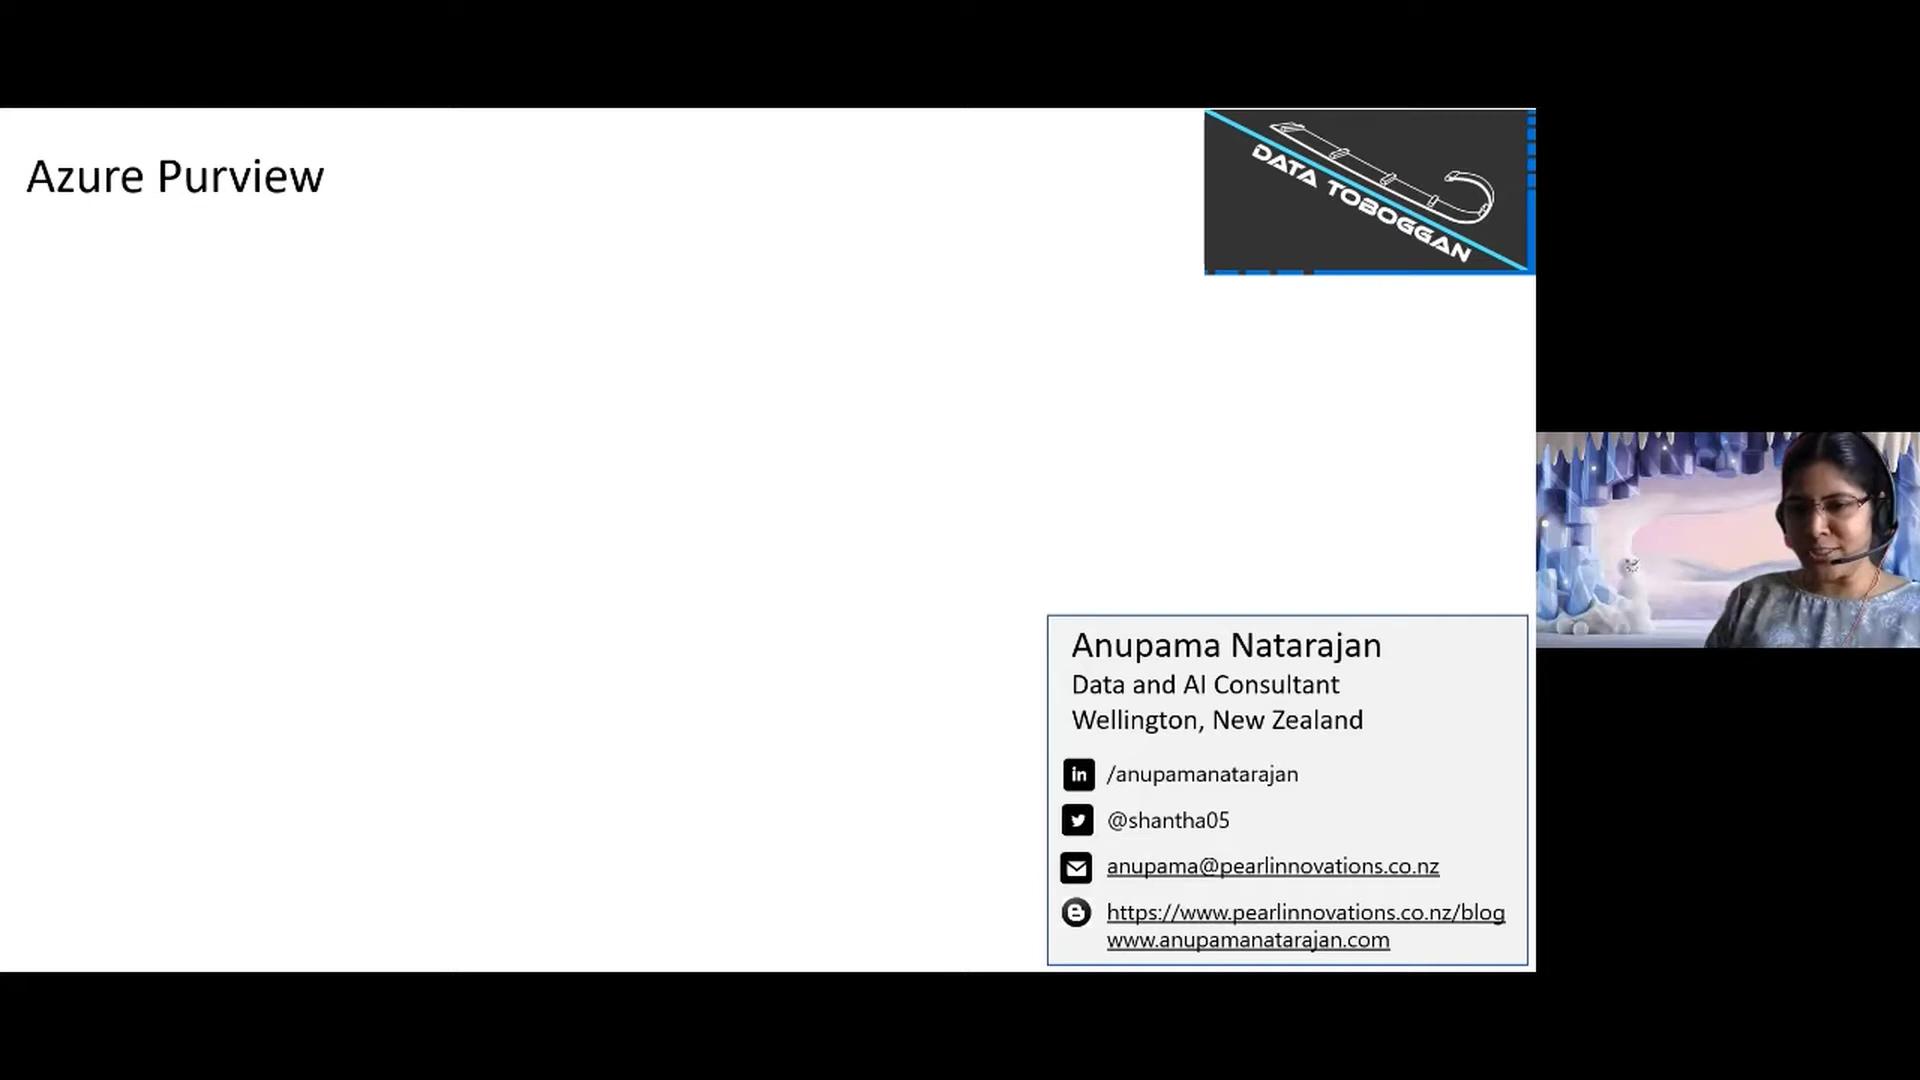 Azure Purview
DATA TOBOGGAN
Anupama Natarajan
Data and AI Consultant
Wellington, New Zealand
in /anupamanatarajan
@shantha05
anupama@pearlinnovations.co.nz
https://www.pearlinnovations.co.nz/blog
www.anupamanatarajan.com